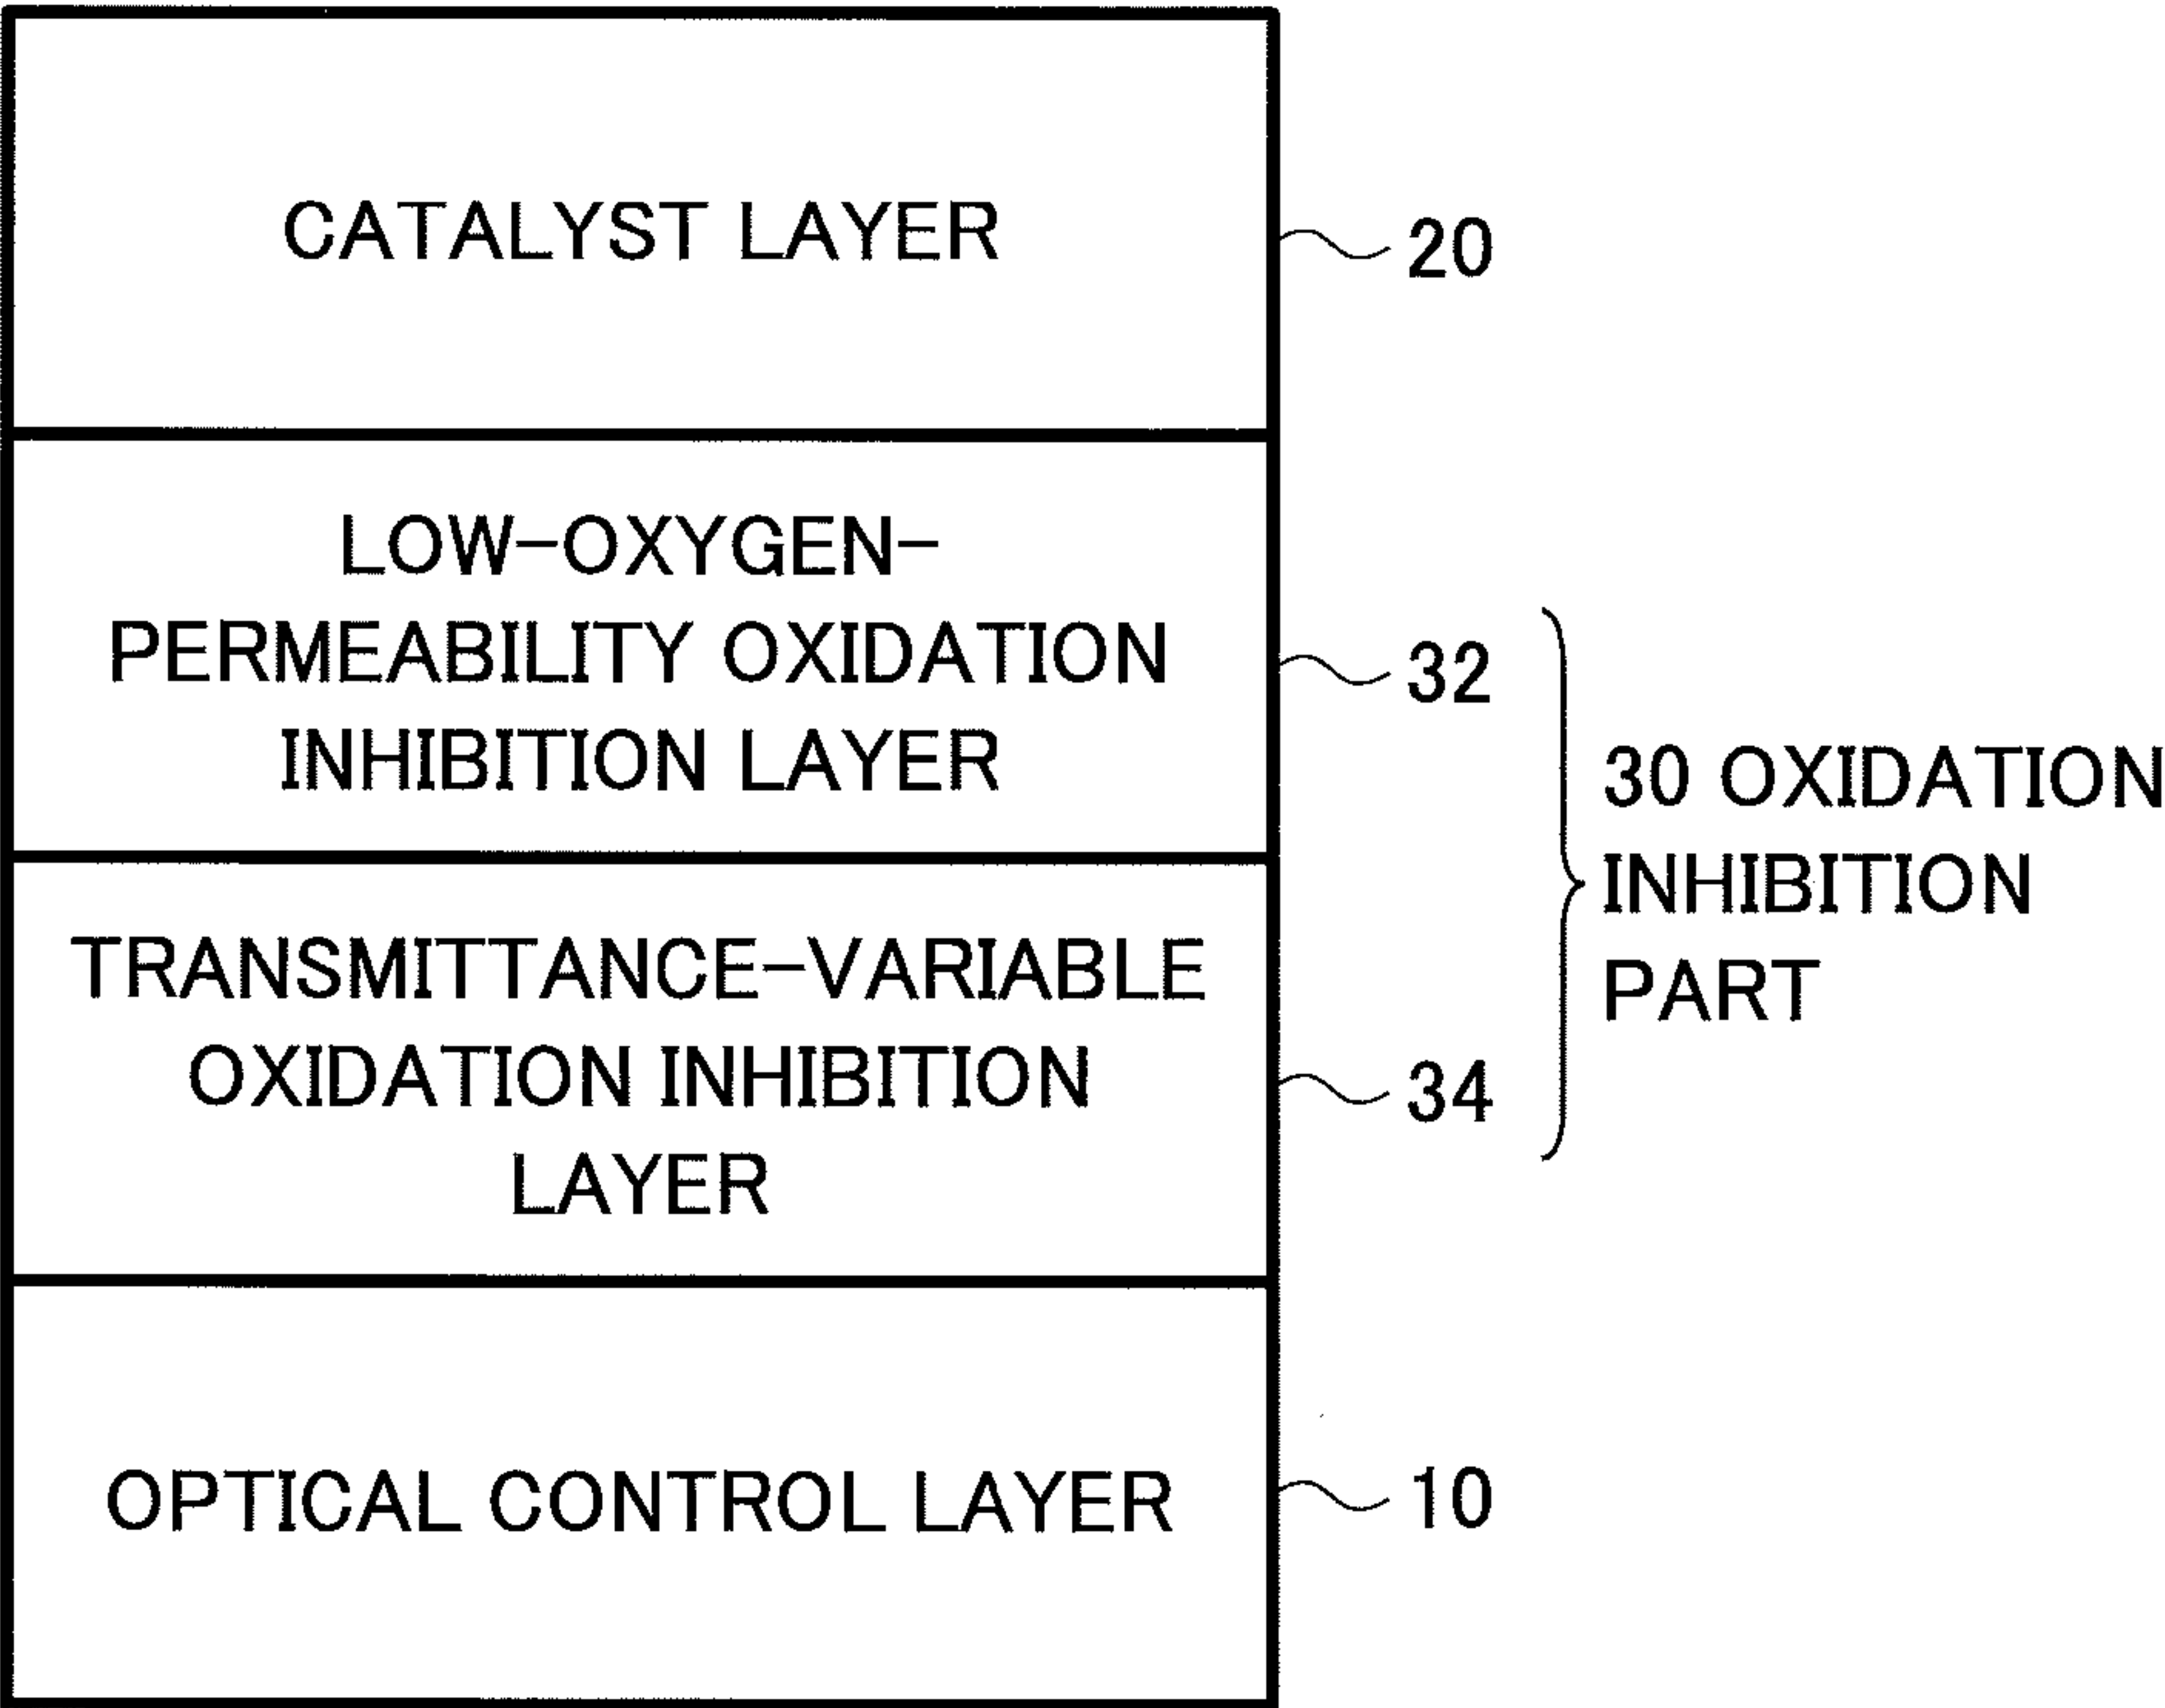 CATALYST LAYER
20
LOW-OXYGEN-
PERMEABILITY OXIDATION
INHIBITION LAYER
32
30 OXIDATION
INHIBITION
PART
TRANSMITTANCE-VARIABLE
OXIDATION INHIBITION
LAYER
34
OPTICAL CONTROL LAYER
10